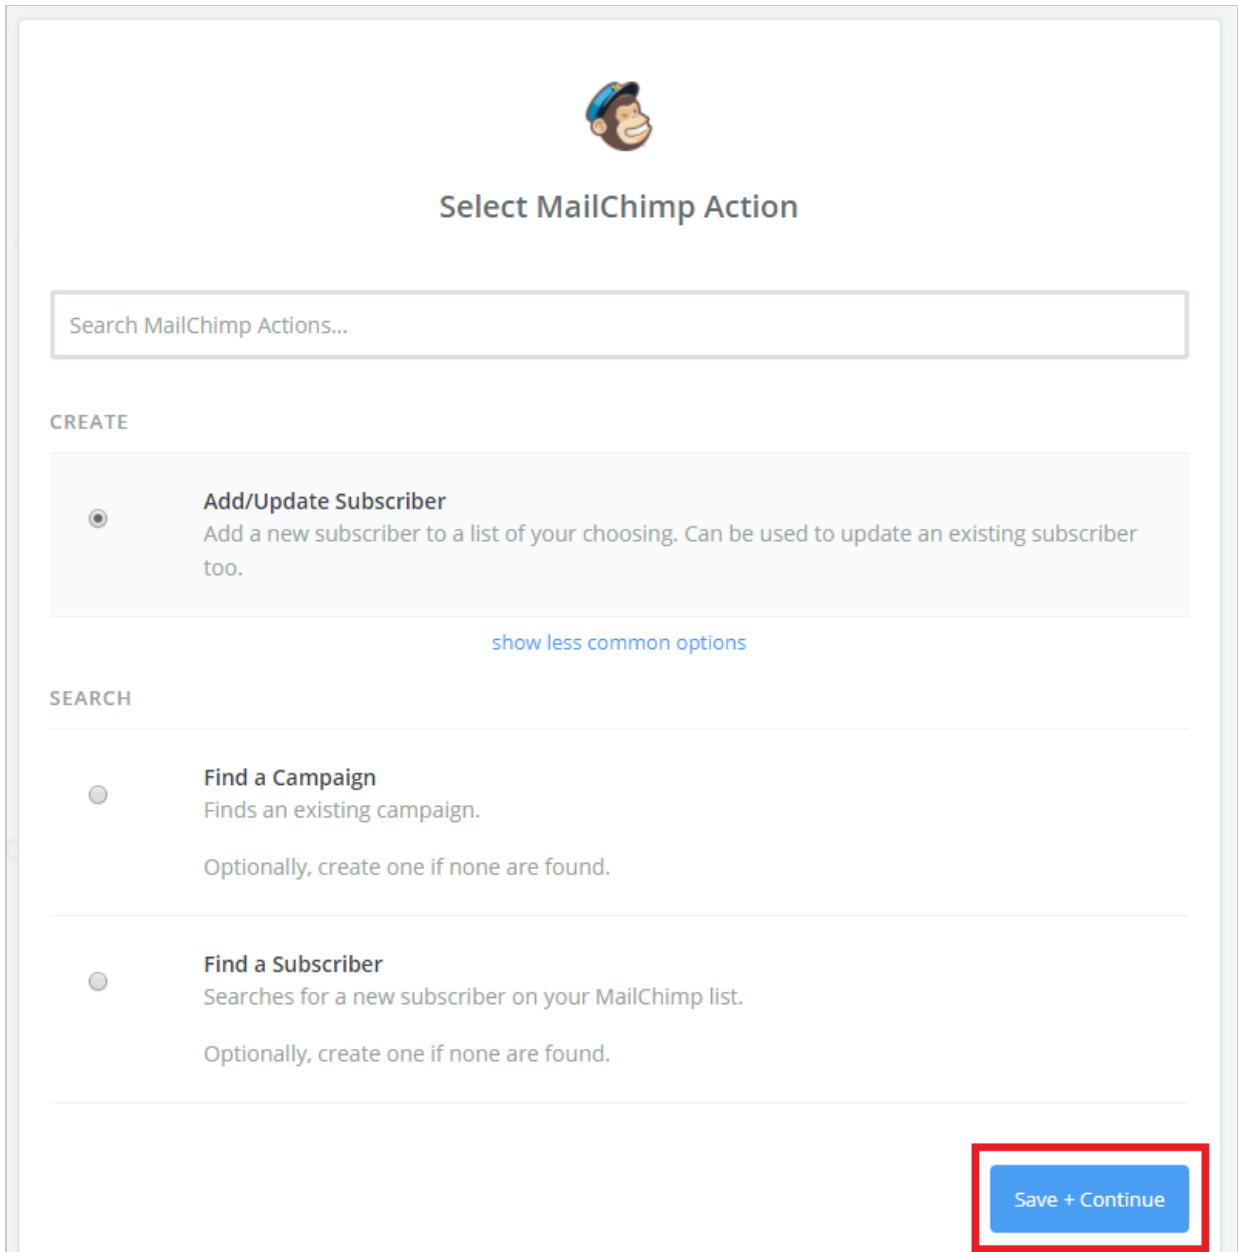 Select MailChimp Action
Search MailChimp Actions...
CREATE
Add/Update Subscriber
Add a new subscriber to a list of your choosing. Can be used to update an existing subscriber
too.
show less common options
SEARCH
Find a Campaign
Finds an existing campaign.
Optionally, create one if none are found.
Find a Subscriber
Searches for a new subscriber on your MailChimp list.
Optionally, create one if none are found.
Save + Continue